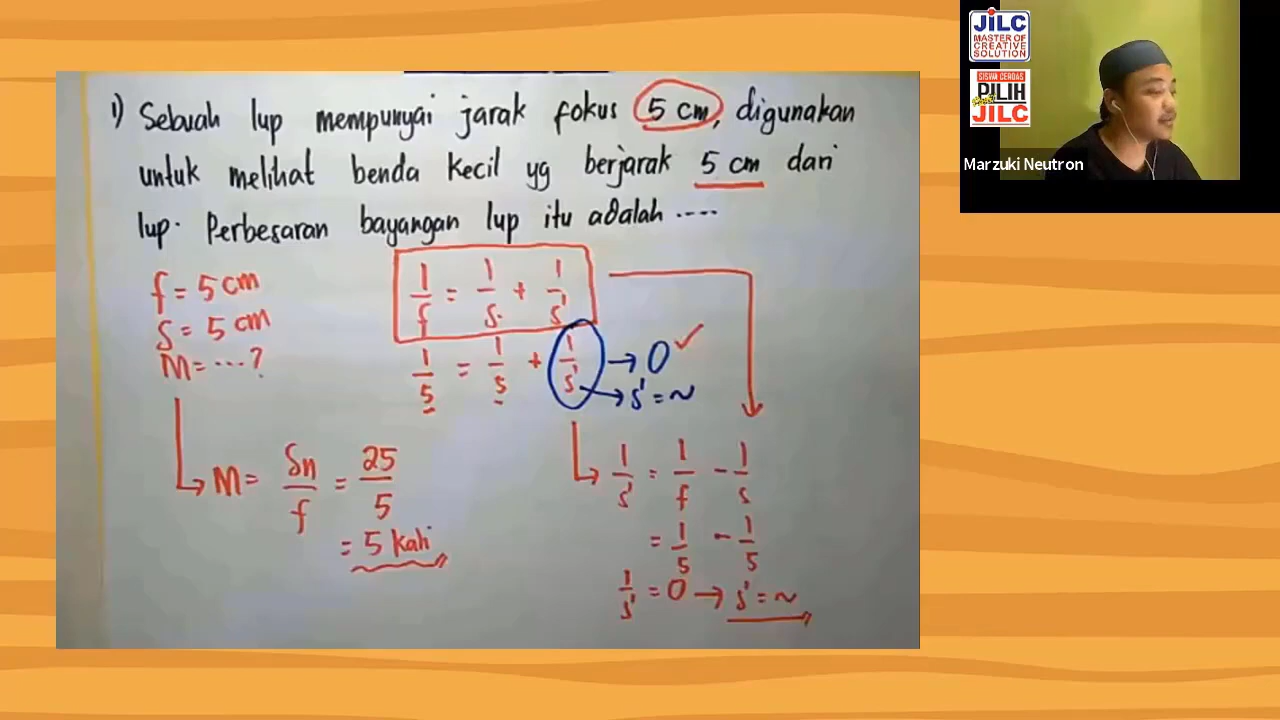 1) Sebuah lup mempunyai jarak fokus 5 cm, digunakan
untuk melihat benda kecil yg berjarak 5 cm dari
lup. Perbesaran bayangan lup itu adalah ....
f = 5 cm
s = 5 cm
M = ... ?
M = Sn/f = 25/5
= 5 kali
1/f = 1/s + 1/s'
1/5 = 1/5 + 1/s' → 0 ✓
→ s' = ~
1/s' = 1/f - 1/s
= 1/5 - 1/5
1/s' = 0 → s' = ~
JILC
MASTER OF
CREATIVE
SOLUTION
SISWA CERDAS
PILIH
JILC
Marzuki Neutron